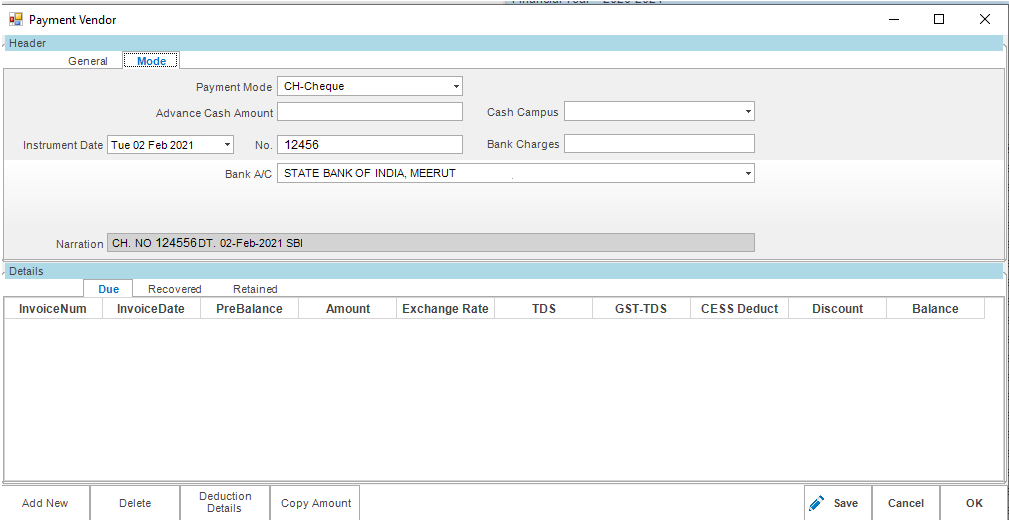 Payment Vendor
Header
General Mode
Payment Mode CH-Cheque
Advance Cash Amount Cash Campus
Instrument Date Tue 02 Feb 2021 No. 12456 Bank Charges
Bank A/C STATE BANK OF INDIA, MEERUT
Narration CH. NO 124556 DT. 02-Feb-2021 SBI
Details
Due Recovered Retained
InvoiceNum InvoiceDate PreBalance Amount Exchange Rate TDS GST-TDS CESS Deduct Discount Balance
Add New Delete Deduction Details Copy Amount Save Cancel OK